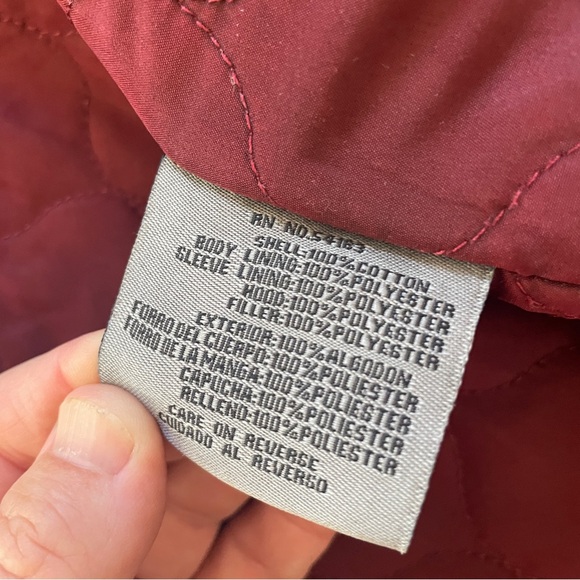 RN NO.54163
SHELL:100%COTTON
BODY LINING:100%POLYESTER
SLEEVE LINING:100%POLYESTER
HOOD:100%POLYESTER
FILLER:100%POLYESTER
EXTERIOR:100%ALGODON
FORRO DEL CUERPO:100%POLIESTER
FORRO DE LA MANGA:100%POLIESTER
CAPUCHA:100%POLIESTER
RELLENO:100%POLIESTER
CARE ON REVERSE
CUIDADO AL REVERSO